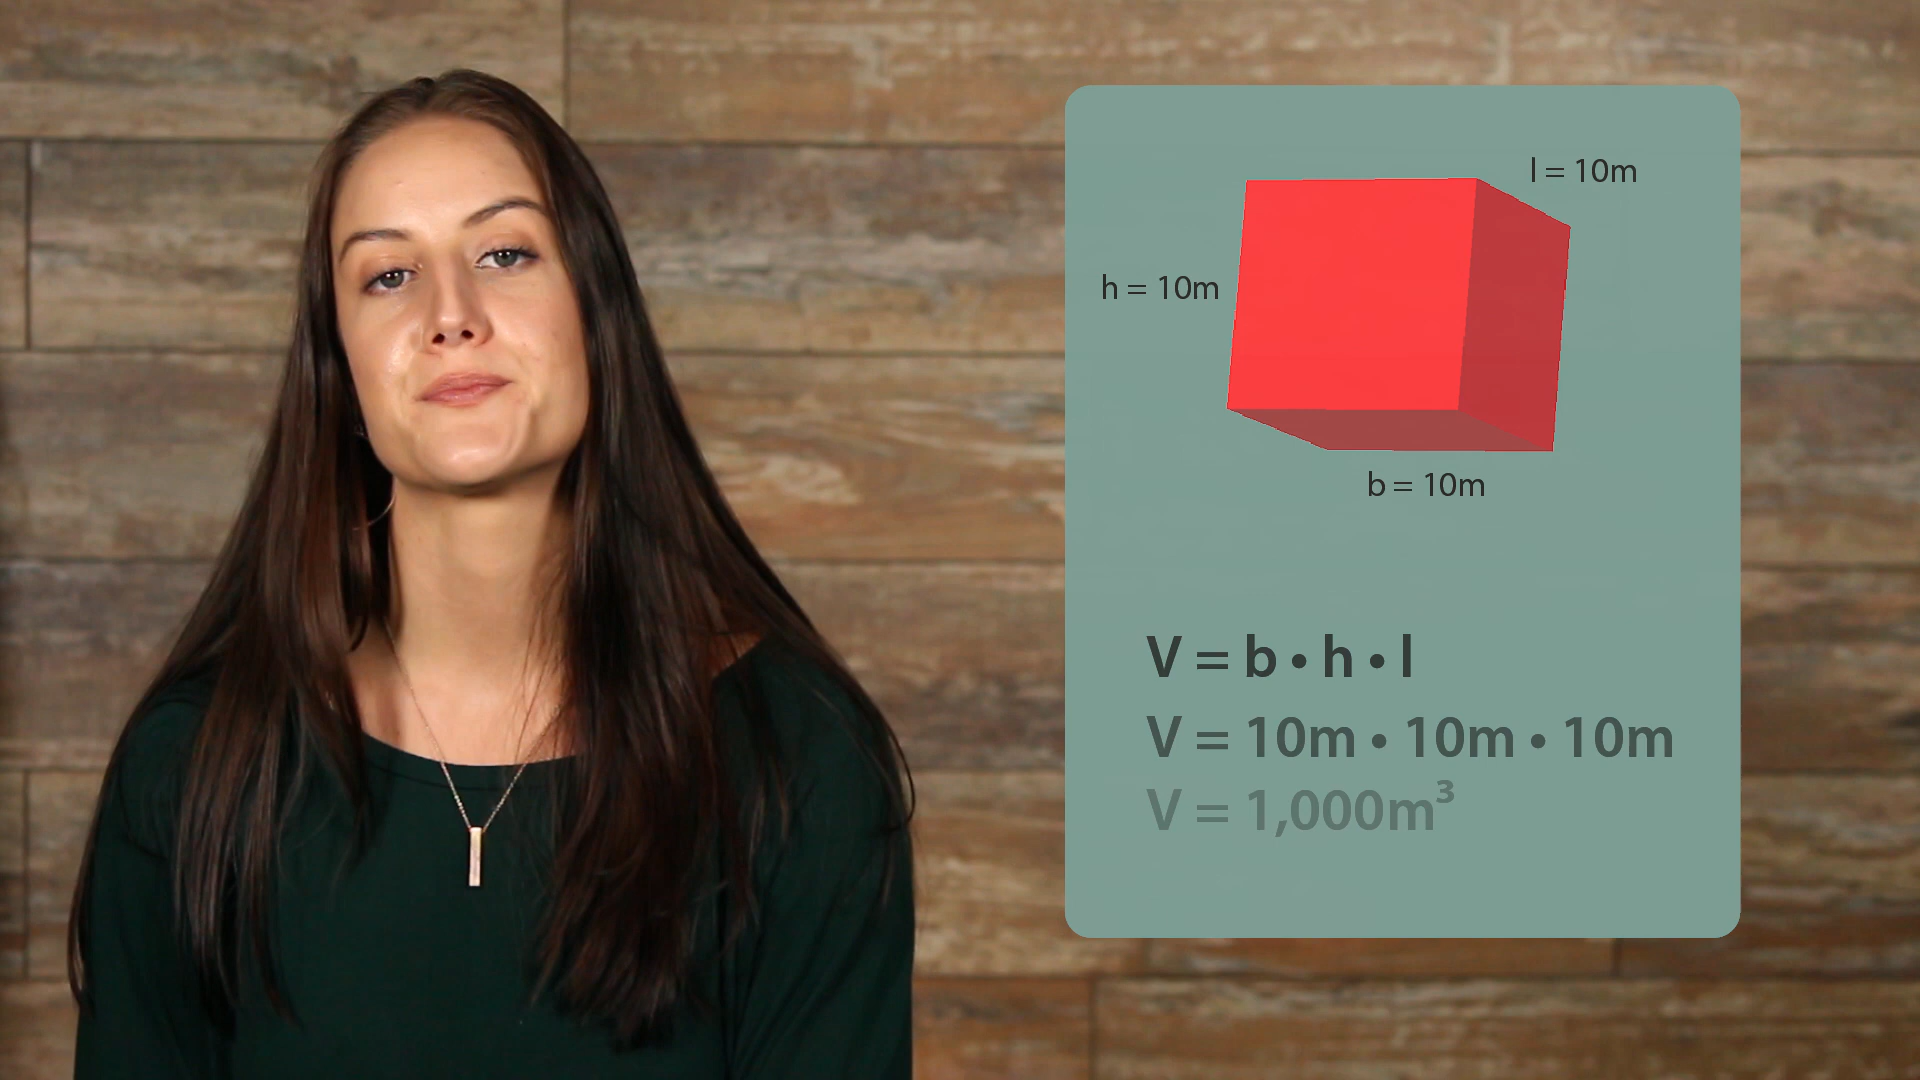 l = 10m
h = 10m
b = 10m
V = b • h • l
V = 10m • 10m • 10m
V = 1,000m³